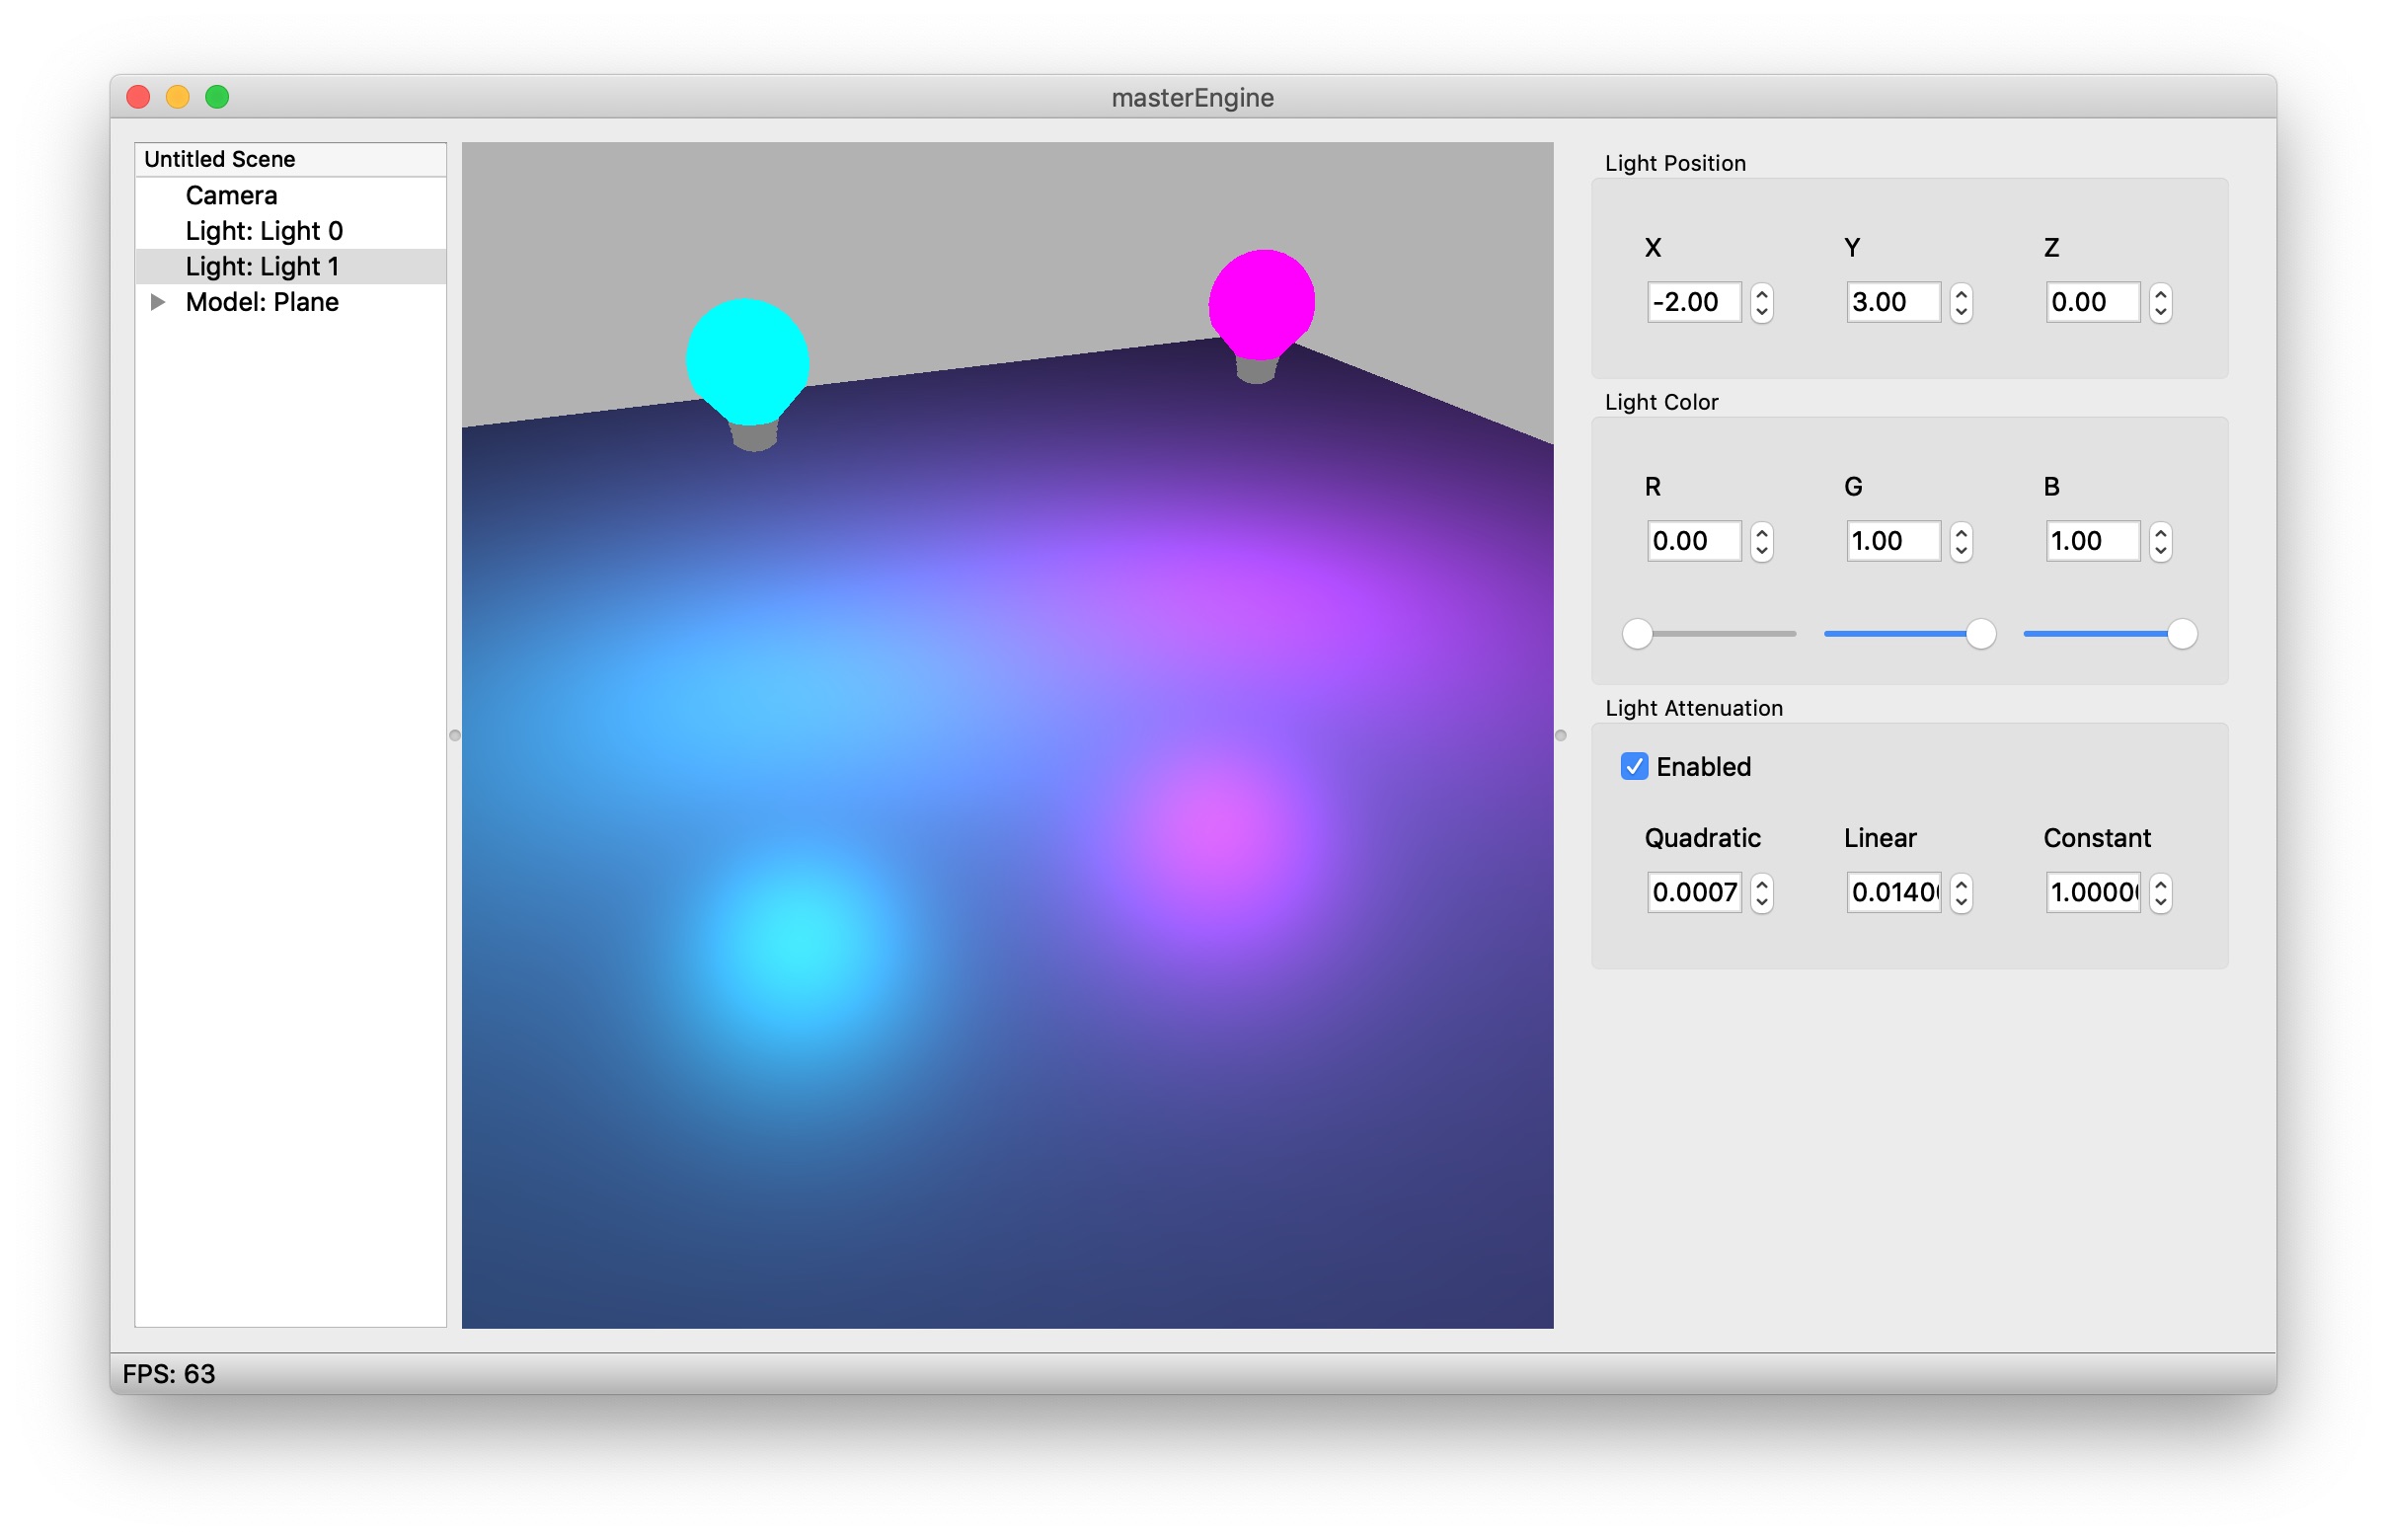 masterEngine
Untitled Scene
Camera
Light: Light 0
Light: Light 1
Model: Plane
Light Position
X Y Z
-2.00 3.00 0.00
Light Color
R G B
0.00 1.00 1.00
Light Attenuation
Enabled
Quadratic Linear Constant
0.0007 0.0140 1.0000
FPS: 63